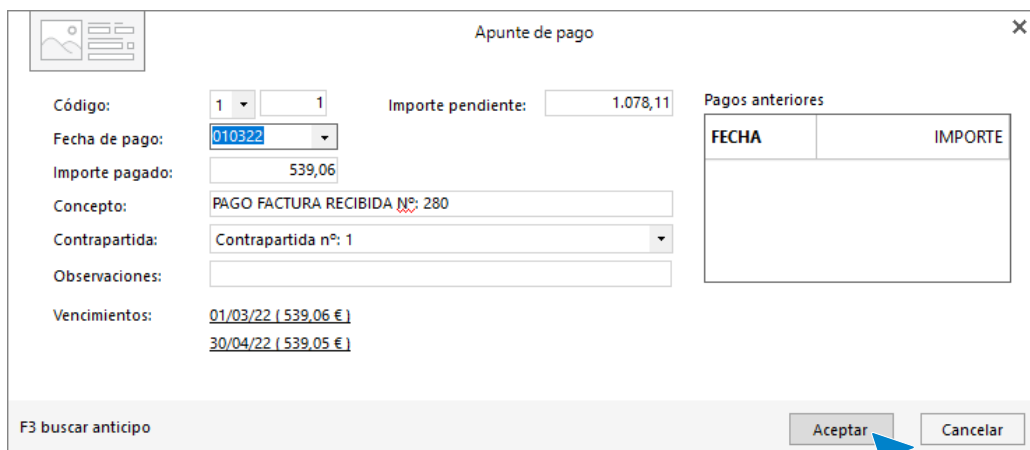 Apunte de pago
Código: 1 1 Importe pendiente: 1.078,11 Pagos anteriores
Fecha de pago: 010322 FECHA IMPORTE
Importe pagado: 539,06
Concepto: PAGO FACTURA RECIBIDA Nº: 280
Contrapartida: Contrapartida nº: 1
Observaciones:
Vencimientos: 01/03/22 ( 539,06 € )
30/04/22 ( 539,05 € )
F3 buscar anticipo Aceptar Cancelar